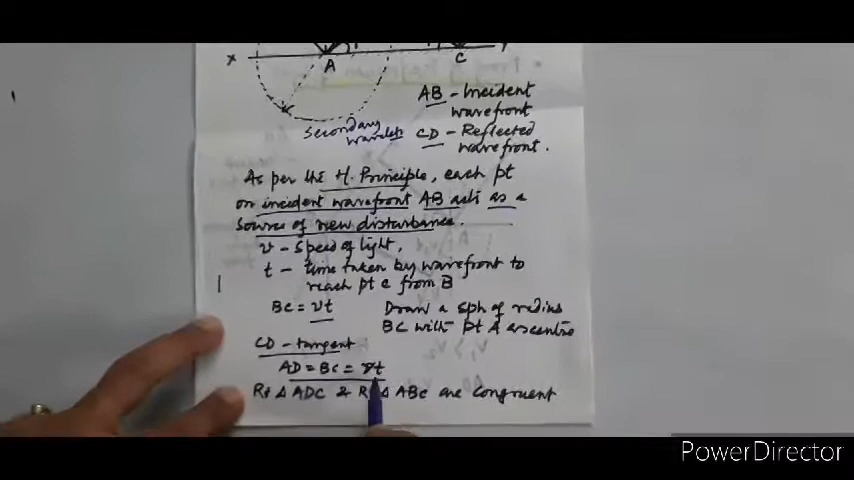 X
A
C
AB - Incident
wavefront
Secondary
wavelets
CD - Reflected
wavefront.
As per the H. Principle, each pt
on incident wavefront AB acts as a
source of new disturbance.
v - speed of light,
t - time taken by wavefront to
reach pt C from B
BC = vt
Draw a sph of radius
BC with pt A as centre
CD - tangent
AD = BC = vt
Rt Δ ADC & R Δ ABC are congruent
PowerDirector